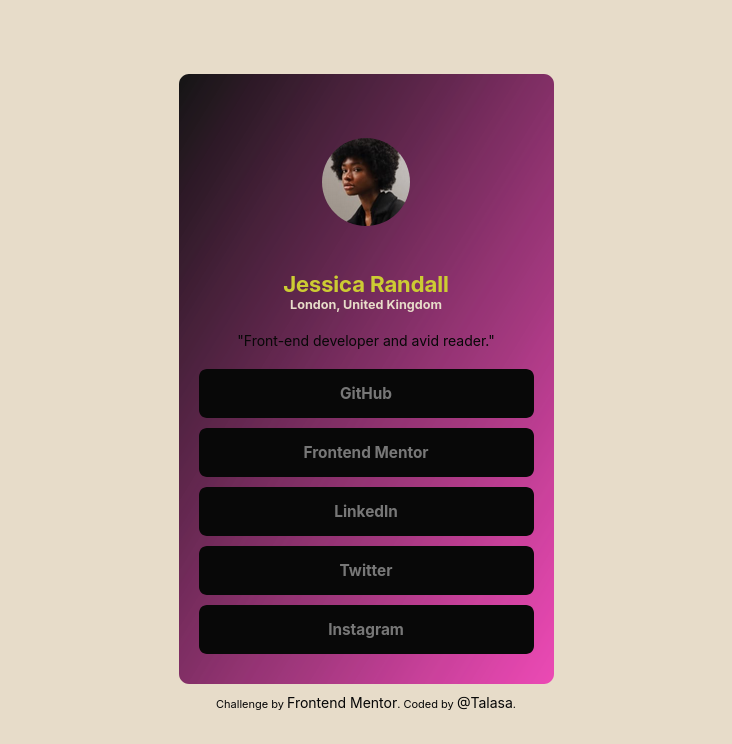 Jessica Randall
London, United Kingdom
"Front-end developer and avid reader."
GitHub
Frontend Mentor
LinkedIn
Twitter
Instagram
Challenge by Frontend Mentor. Coded by @Talasa.